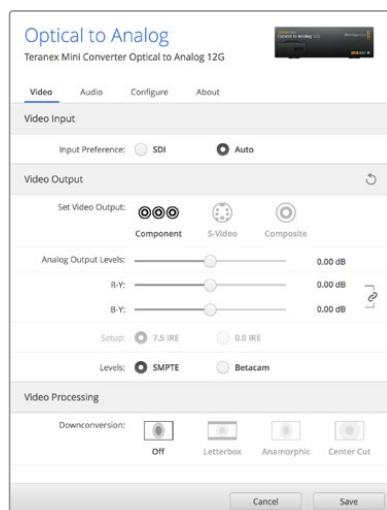 Optical to Analog
Teranex Mini Converter Optical to Analog 12G
Video Audio Configure About
Video Input
Input Preference: SDI Auto
Video Output
Set Video Output:
Component S-Video Composite
Analog Output Levels: 0.00 dB
R-Y: 0.00 dB
B-Y: 0.00 dB
Setup: 7.5 IRE 0.0 IRE
Levels: SMPTE Betacam
Video Processing
Downconversion:
Off Letterbox Anamorphic Center Cut
Cancel Save